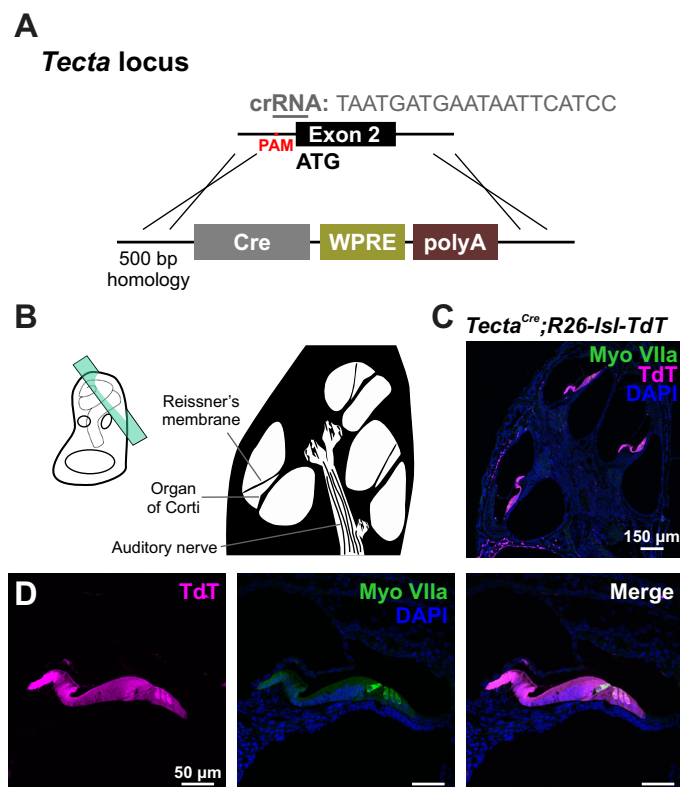 A
Tecta locus
crRNA: TAATGATGAATAATTCATCC
PAM
Exon 2
ATG
Cre
WPRE
polyA
500 bp
homology
B
Reissner's
membrane
Organ
of Corti
Auditory nerve
C
TectaCre;R26-lsl-TdT
Myo VIIa
TdT
DAPI
150 µm
D
TdT
50 µm
Myo VIIa
DAPI
Merge